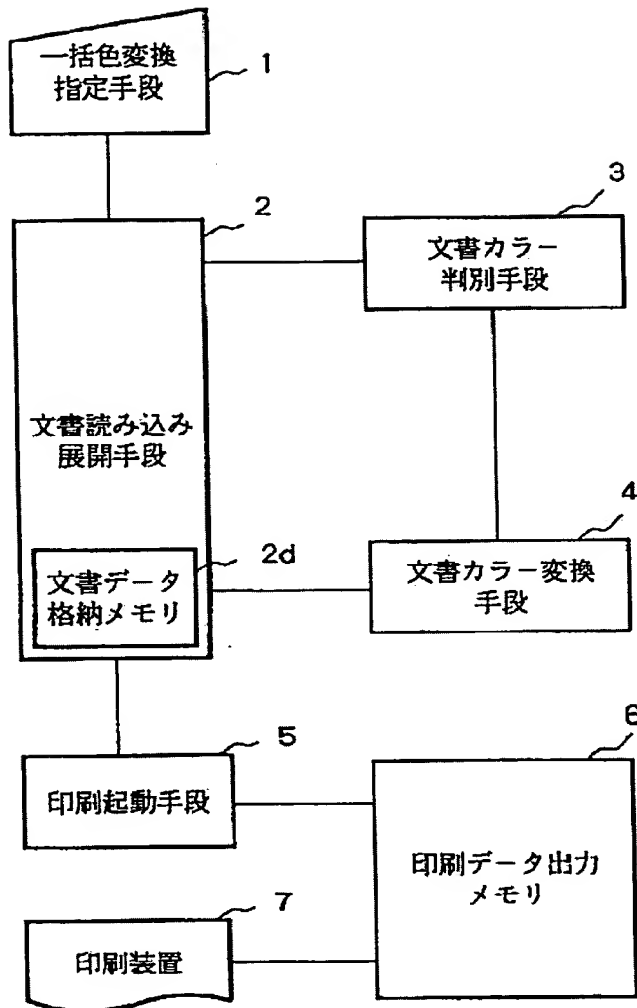 一括色変換
指定手段
1
2
3
文書カラー
判別手段
文書読み込み
展開手段
4
文書データ
格納メモリ
2d
文書カラー変換
手段
5
6
印刷起動手段
印刷データ出力
メモリ
7
印刷装置